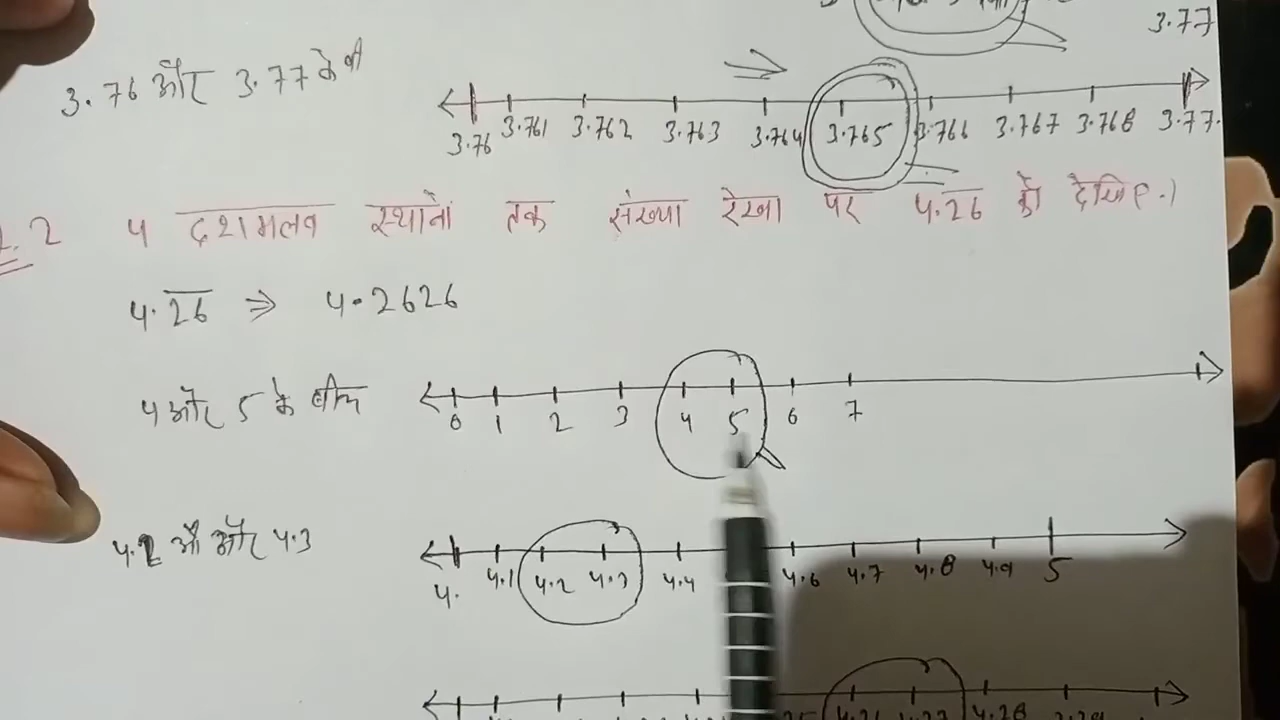 3.77
3.76 और 3.77 के बी
3.76 3.761 3.762 3.763 3.764 3.765 3.766 3.767 3.768 3.77.
2 4 दशमलव स्थानों तक संख्या रेखा पर 4.26 को देखिए।
4.26 ⇒ 4.2626
4 और 5 के बीच
0 1 2 3 4 5 6 7
4.2 औ और 4.3
4. 4.1 4.2 4.3 4.4 4.6 4.7 4.8 4.9 5
4.28